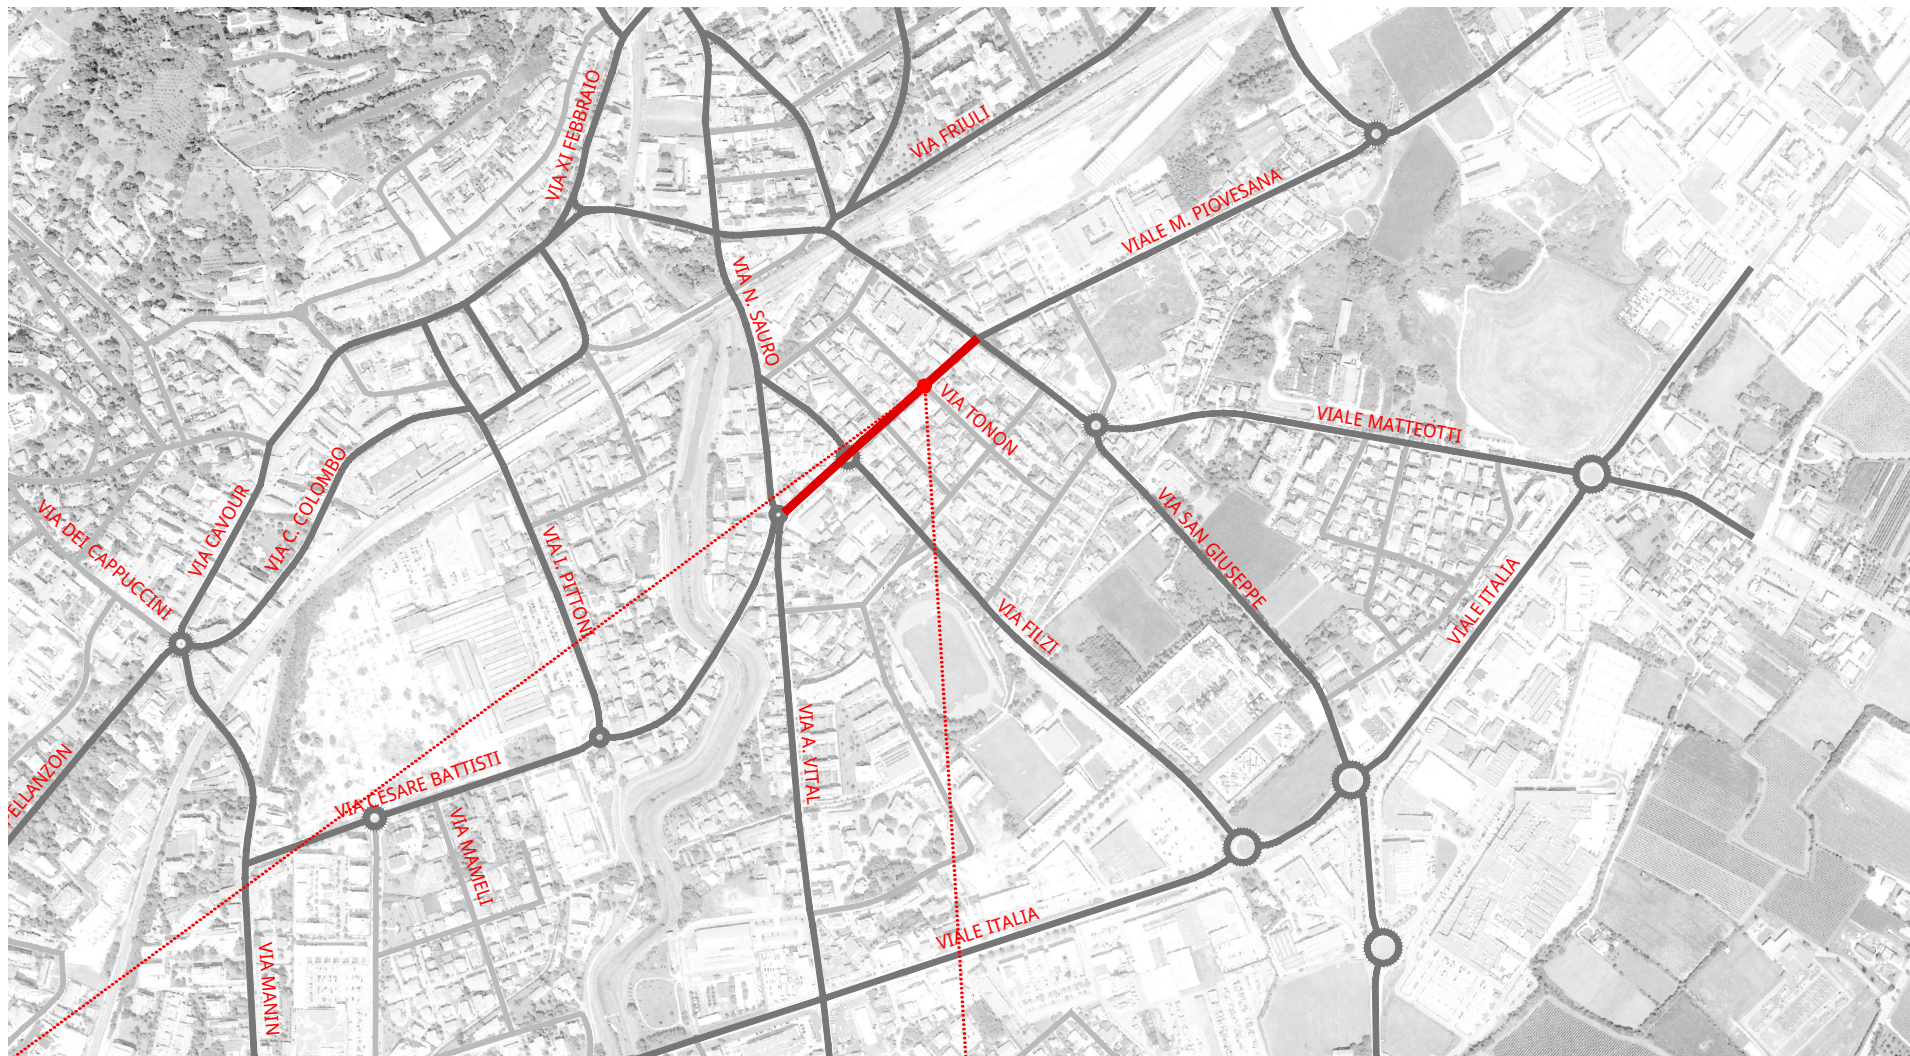 VIA XI FEBBRAIO
VIA FRIULI
VIALE M. PIOVESANA
VIA N. SAURO
VIA TONON
VIALE MATTEOTTI
VIA DEI CAPPUCCINI
VIA CAVOUR
VIA C. COLOMBO
VIA I. PITTONI
VIA SAN GIUSEPPE
VIALE ITALIA
VIA FILZI
VIA A. VITAL
VIA CESARE BATTISTI
VIA MAMELI
VIALE ITALIA
VIA MANIN